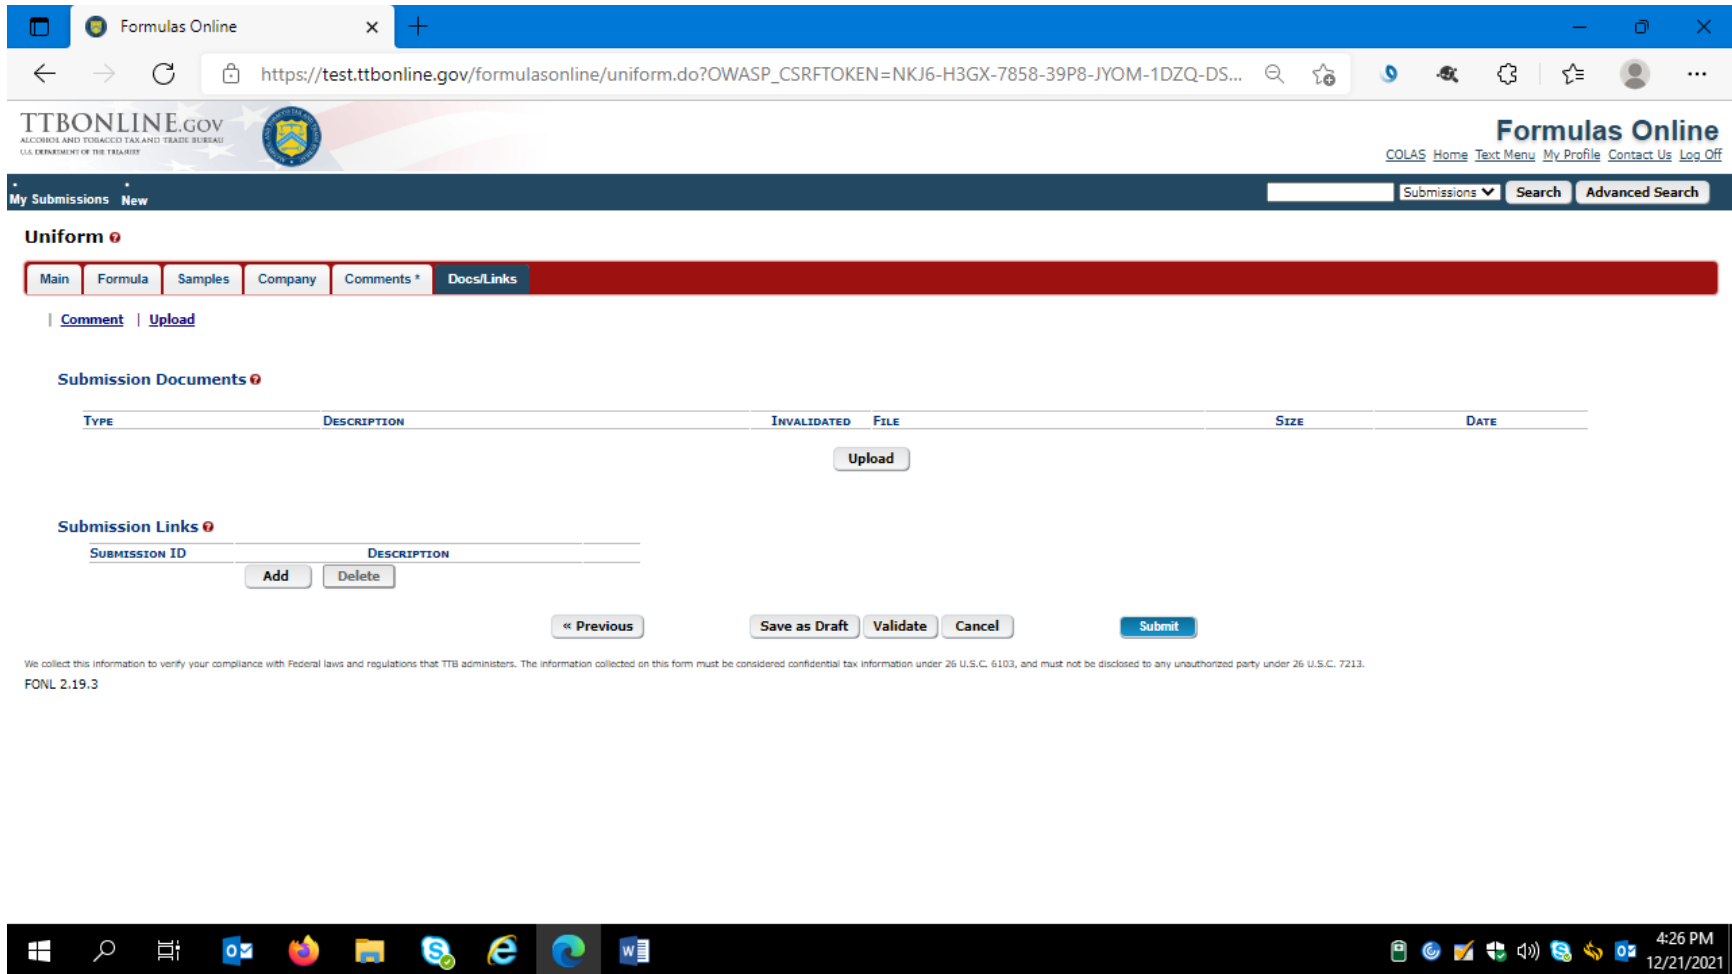 Formulas Online
https://test.ttbonline.gov/formulasonline/uniform.do?OWASP_CSRFTOKEN=NKJ6-H3GX-7858-39P8-JYOM-1DZQ-DS...
TTBONLINE.GOV
ALCOHOL AND TOBACCO TAX AND TRADE BUREAU
U.S. DEPARTMENT OF THE TREASURY
Formulas Online
COLAS Home Text Menu My Profile Contact Us Log Off
My Submissions New
Submissions Search Advanced Search
Uniform ?
Main Formula Samples Company Comments * Docs/Links
| Comment | Upload
Submission Documents ?
TYPE DESCRIPTION INVALIDATED FILE SIZE DATE
Upload
Submission Links ?
SUBMISSION ID DESCRIPTION
Add Delete
« Previous Save as Draft Validate Cancel Submit
We collect this information to verify your compliance with Federal laws and regulations that TTB administers. The information collected on this form must be considered confidential tax information under 26 U.S.C. 6103, and must not be disclosed to any unauthorized party under 26 U.S.C. 7213.
FONL 2.19.3
4:26 PM
12/21/2021